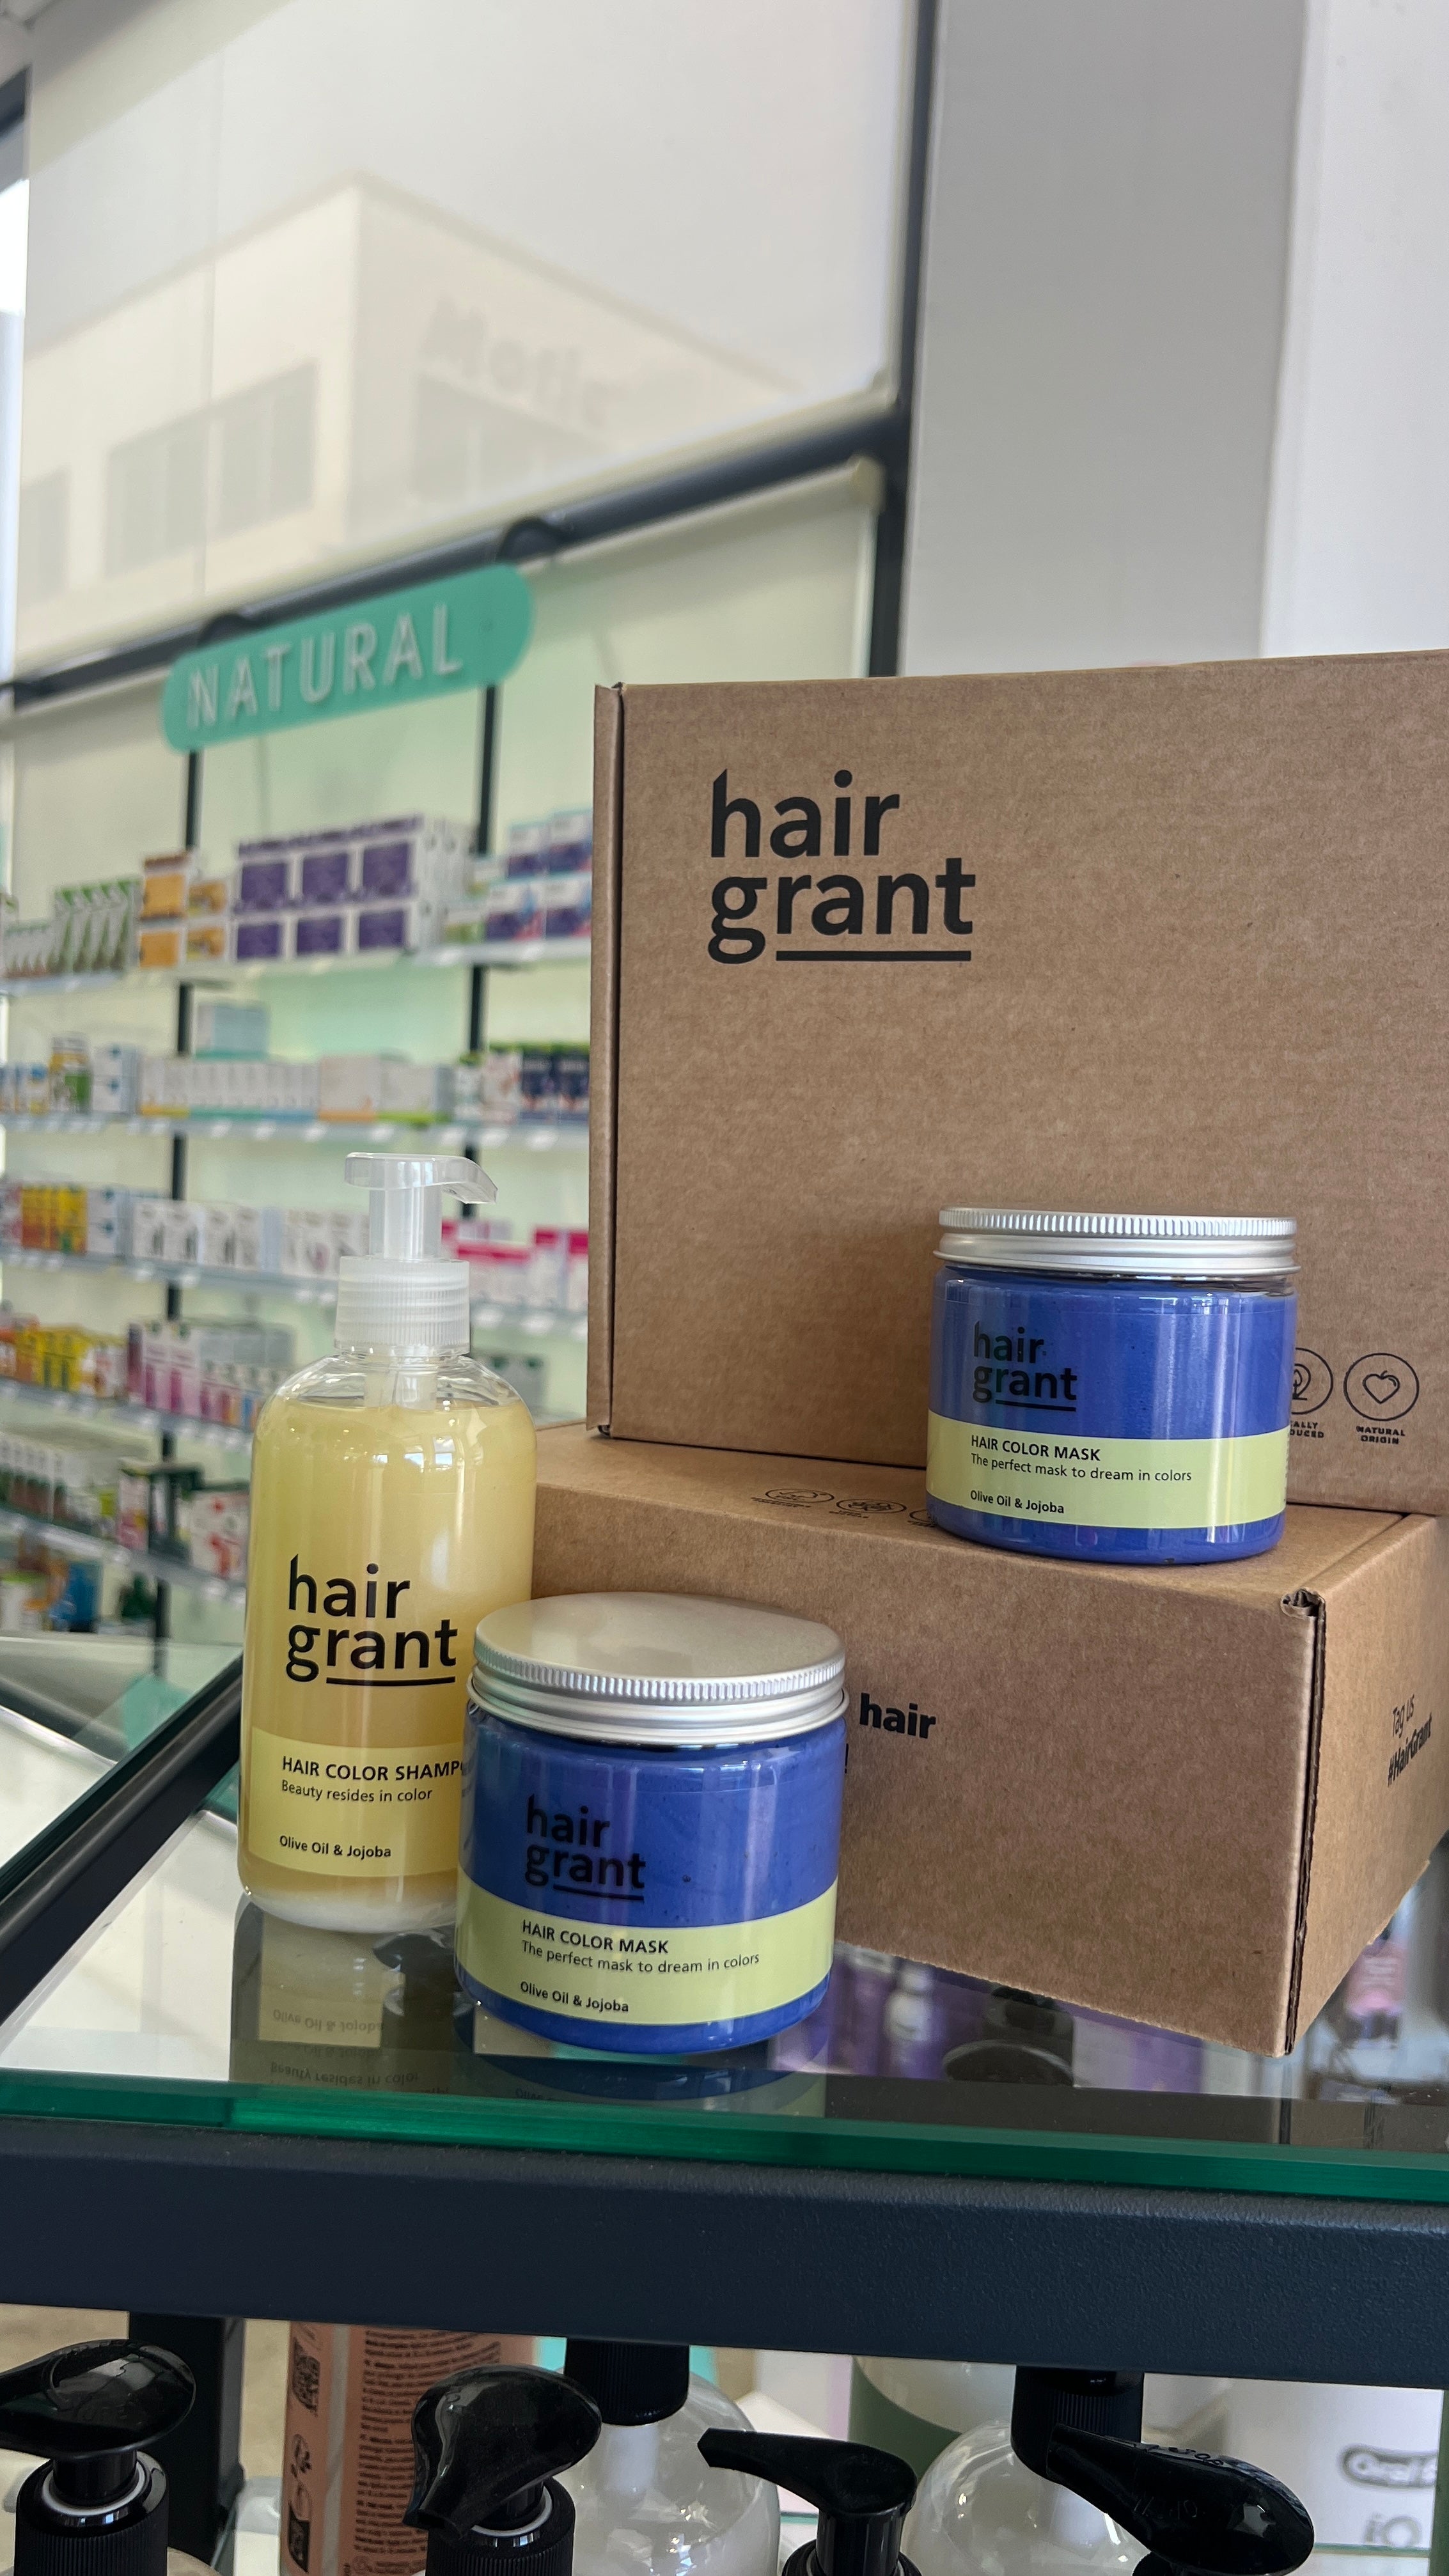 Motic
NATURAL
hair
grant
NATURAL
ORIGIN
hair
grant
HAIR COLOR MASK
The perfect mask to dream in colors
Olive Oil & Jojoba
hair
grant
HAIR COLOR SHAMP
Beauty resides in color
Olive Oil & Jojoba
hair
grant
HAIR COLOR MASK
The perfect mask to dream in colors
Olive Oil & Jojoba
hair
!
Tag us
#HairGrant